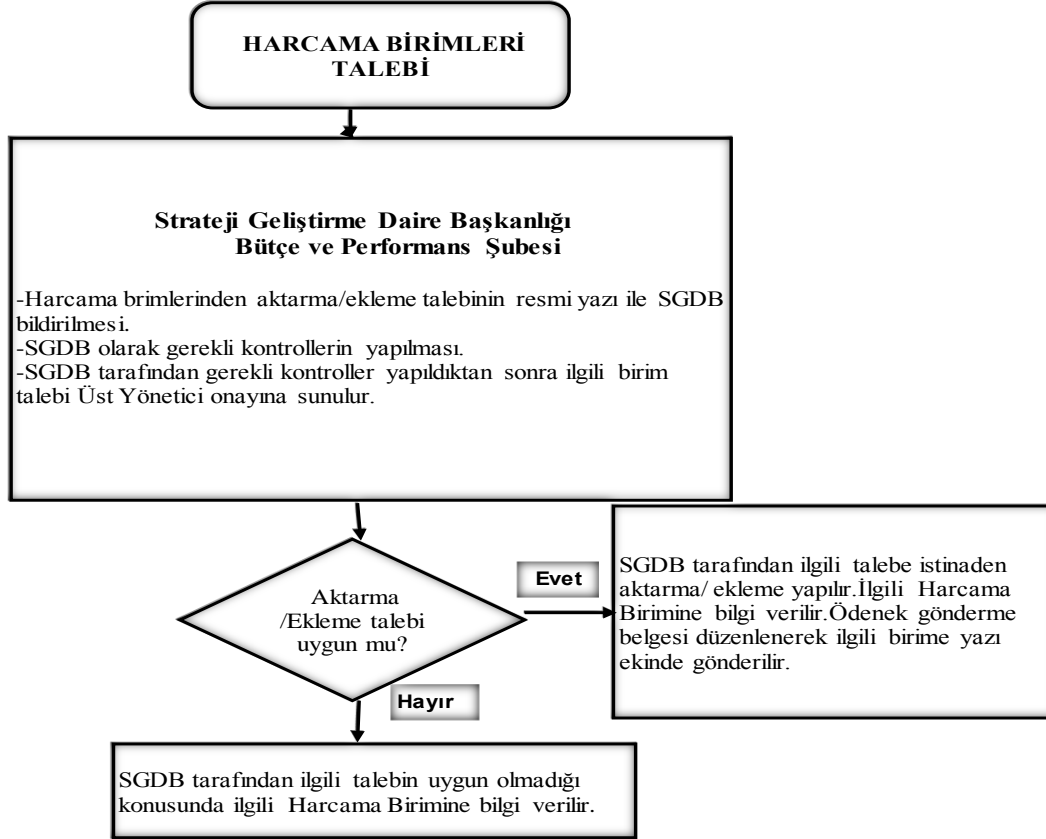 HARCAMA BİRİMLERİ
TALEBİ
Strateji Geliştirme Daire Başkanlığı
Bütçe ve Performans Şubesi
-Harcama brimlerinden aktarma/ekleme talebinin resmi yazı ile SGDB
bildirilmesi.
-SGDB olarak gerekli kontrollerin yapılması.
-SGDB tarafından gerekli kontroller yapıldıktan sonra ilgili birim
talebi Üst Yönetici onayına sunulur.
Aktarma
/Ekleme talebi
uygun mu?
Evet
SGDB tarafından ilgili talebe istinaden
aktarma/ ekleme yapılır.İlgili Harcama
Birimine bilgi verilir.Ödenek gönderme
belgesi düzenlenerek ilgili birime yazı
ekinde gönderilir.
Hayır
SGDB tarafından ilgili talebin uygun olmadığı
konusunda ilgili Harcama Birimine bilgi verilir.